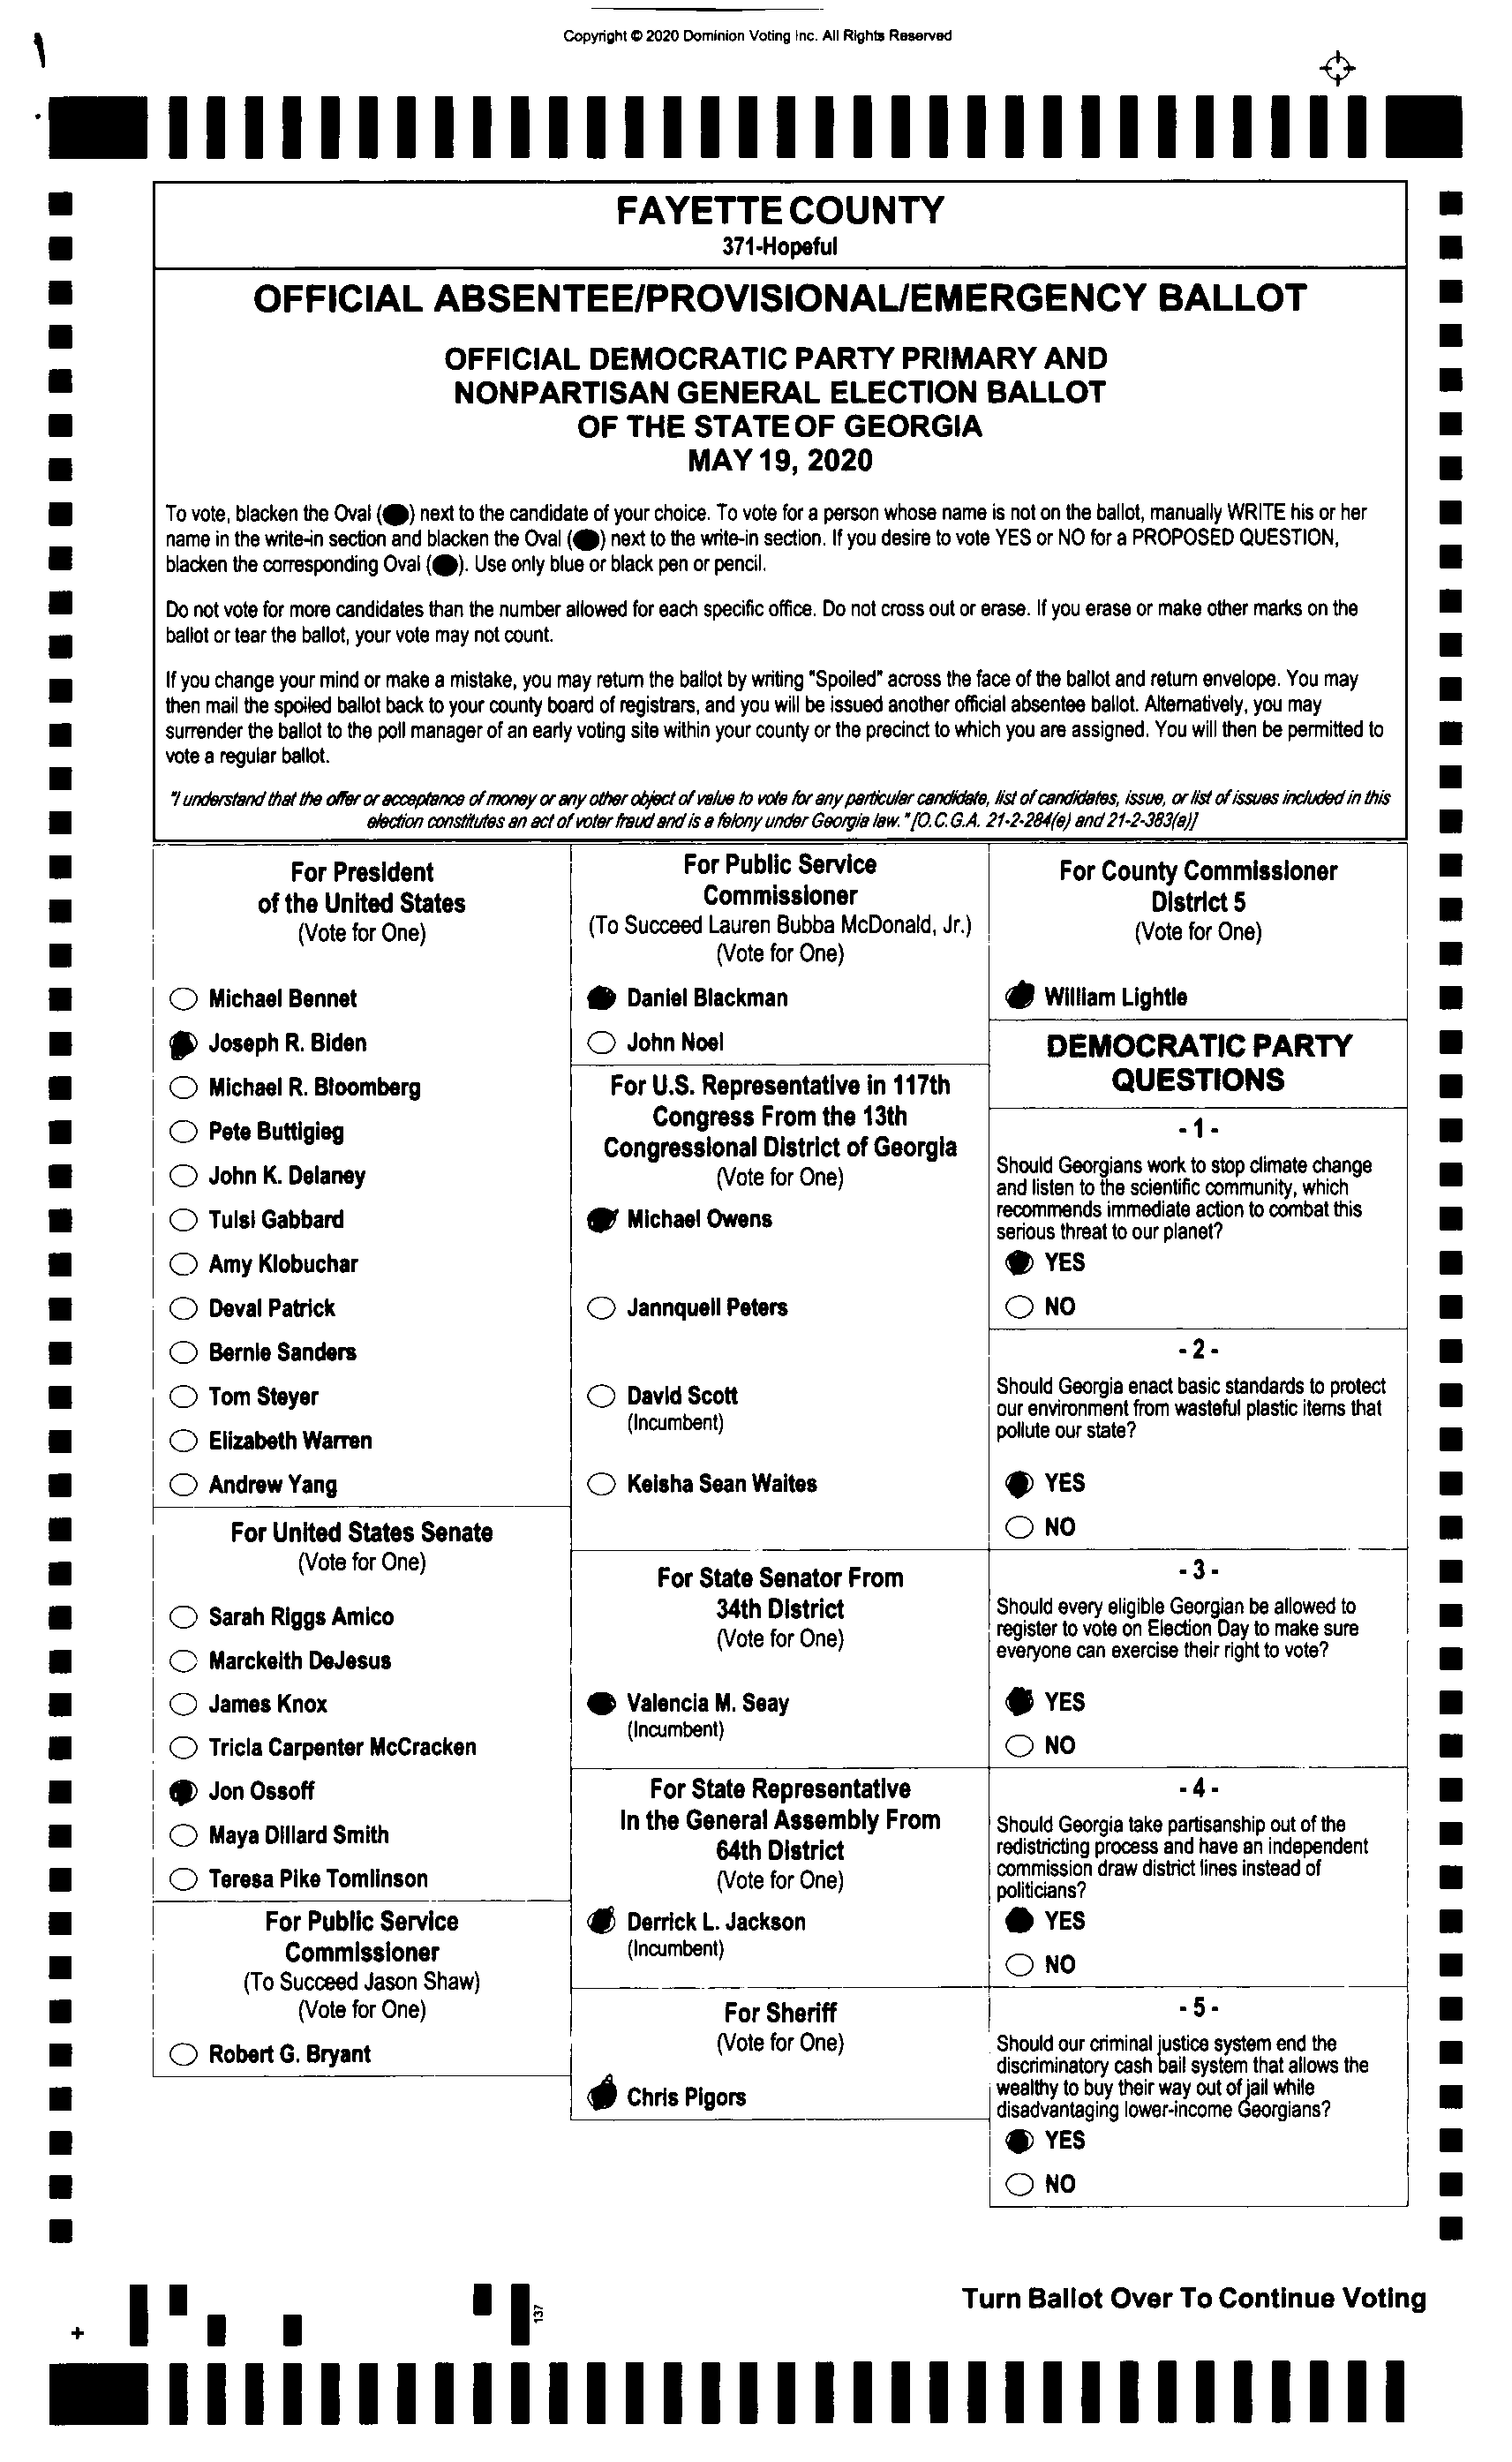 Copyright © 2020 Dominion Voting Inc. All Rights Reserved
FAYETTE COUNTY
371-Hopeful
OFFICIAL ABSENTEE/PROVISIONAL/EMERGENCY BALLOT
OFFICIAL DEMOCRATIC PARTY PRIMARY AND
NONPARTISAN GENERAL ELECTION BALLOT
OF THE STATE OF GEORGIA
MAY 19, 2020
To vote, blacken the Oval ( ) next to the candidate of your choice. To vote for a person whose name is not on the ballot, manually WRITE his or her
name in the write-in section and blacken the Oval ( ) next to the write-in section. If you desire to vote YES or NO for a PROPOSED QUESTION,
blacken the corresponding Oval ( ). Use only blue or black pen or pencil.
Do not vote for more candidates than the number allowed for each specific office. Do not cross out or erase. If you erase or make other marks on the
ballot or tear the ballot, your vote may not count.
If you change your mind or make a mistake, you may return the ballot by writing "Spoiled" across the face of the ballot and return envelope. You may
then mail the spoiled ballot back to your county board of registrars, and you will be issued another official absentee ballot. Alternatively, you may
surrender the ballot to the poll manager of an early voting site within your county or the precinct to which you are assigned. You will then be permitted to
vote a regular ballot.
"I understand that the offer or acceptance of money or any other object of value to vote for any particular candidate, list of candidates, issue, or list of issues included in this
election constitutes an act of voter fraud and is a felony under Georgia law." [O.C.G.A. 21-2-284(e) and 21-2-383(a)]
For President
of the United States
(Vote for One)
Michael Bennet
Joseph R. Biden
Michael R. Bloomberg
Pete Buttigieg
John K. Delaney
Tulsi Gabbard
Amy Klobuchar
Deval Patrick
Bernie Sanders
Tom Steyer
Elizabeth Warren
Andrew Yang
For United States Senate
(Vote for One)
Sarah Riggs Amico
Marckeith DeJesus
James Knox
Tricia Carpenter McCracken
Jon Ossoff
Maya Dillard Smith
Teresa Pike Tomlinson
For Public Service
Commissioner
(To Succeed Jason Shaw)
(Vote for One)
Robert G. Bryant
For Public Service
Commissioner
(To Succeed Lauren Bubba McDonald, Jr.)
(Vote for One)
Daniel Blackman
John Noel
For U.S. Representative in 117th
Congress From the 13th
Congressional District of Georgia
(Vote for One)
Michael Owens
Jannquell Peters
David Scott
(Incumbent)
Keisha Sean Waites
For State Senator From
34th District
(Vote for One)
Valencia M. Seay
(Incumbent)
For State Representative
In the General Assembly From
64th District
(Vote for One)
Derrick L. Jackson
(Incumbent)
For Sheriff
(Vote for One)
Chris Pigors
For County Commissioner
District 5
(Vote for One)
William Lightle
DEMOCRATIC PARTY
QUESTIONS
- 1 -
Should Georgians work to stop climate change
and listen to the scientific community, which
recommends immediate action to combat this
serious threat to our planet?
YES
NO
- 2 -
Should Georgia enact basic standards to protect
our environment from wasteful plastic items that
pollute our state?
YES
NO
- 3 -
Should every eligible Georgian be allowed to
register to vote on Election Day to make sure
everyone can exercise their right to vote?
YES
NO
- 4 -
Should Georgia take partisanship out of the
redistricting process and have an independent
commission draw district lines instead of
politicians?
YES
NO
- 5 -
Should our criminal justice system end the
discriminatory cash bail system that allows the
wealthy to buy their way out of jail while
disadvantaging lower-income Georgians?
YES
NO
Turn Ballot Over To Continue Voting
137